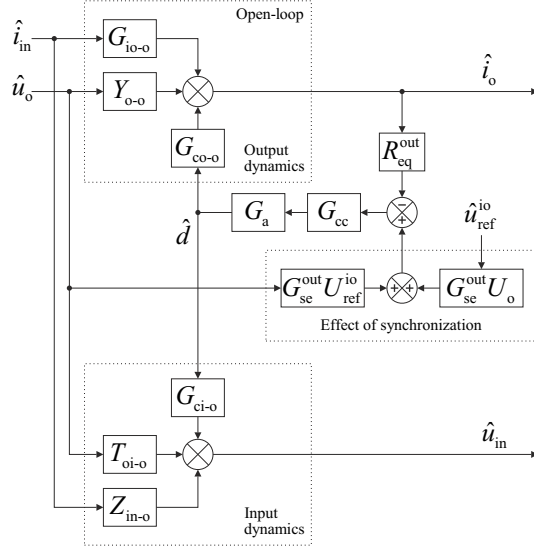 Open-loop
î_in
G_io-o
û_o
Y_o-o
î_o
G_co-o
Output
dynamics
R_eq^out
−
+
G_a
G_cc
û_ref^io
d̂
G_se^out U_ref^io
+ +
G_se^out U_o
Effect of synchronization
G_ci-o
T_oi-o
û_in
Z_in-o
Input
dynamics